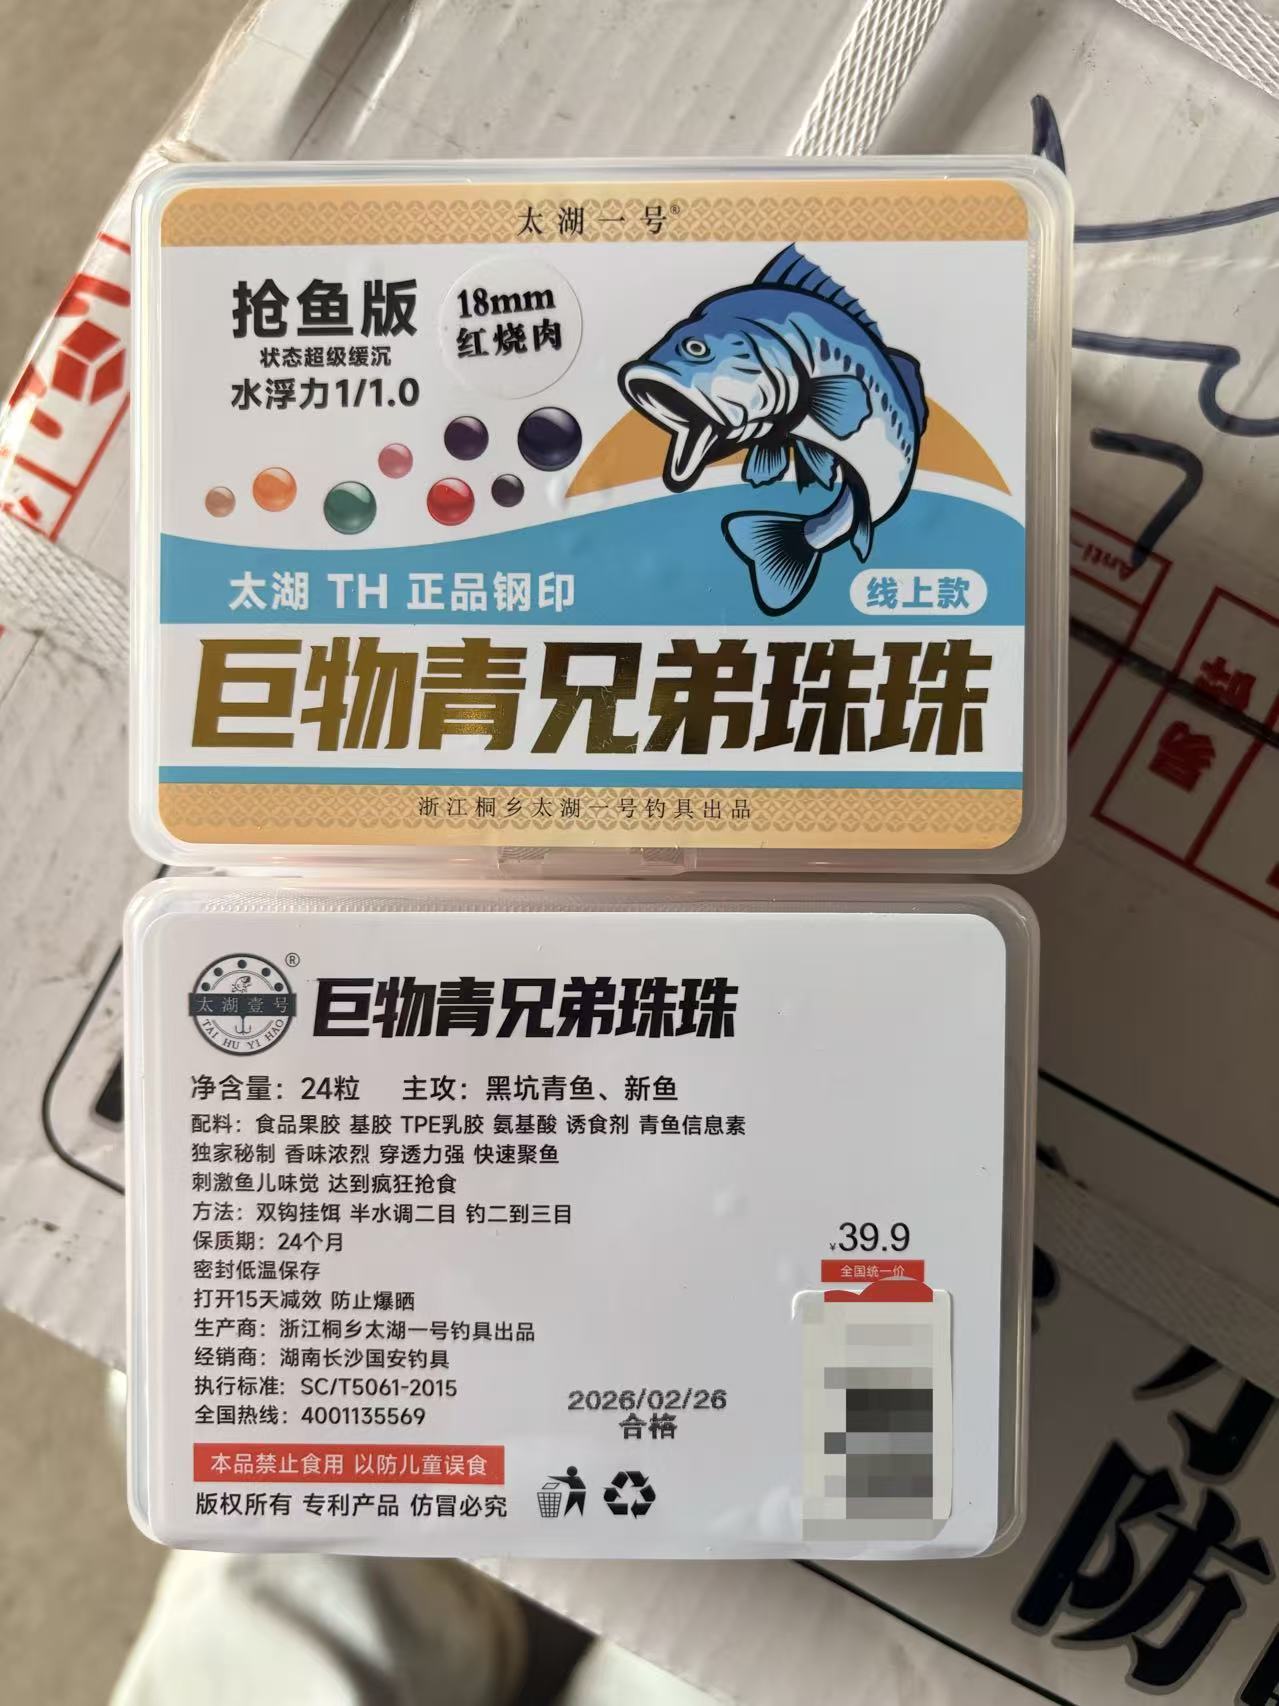 太湖一号®
抢鱼版
状态超级缓沉
水浮力1/1.0
18mm
红烧肉
太湖 TH 正品钢印
线上款
巨物青兄弟珠珠
浙江桐乡太湖一号钓具出品
太湖壹号
TAI HU YI HAO
®
巨物青兄弟珠珠
净含量：24粒 主攻：黑坑青鱼、新鱼
配料：食品果胶 基胶 TPE乳胶 氨基酸 诱食剂 青鱼信息素
独家秘制 香味浓烈 穿透力强 快速聚鱼
刺激鱼儿味觉 达到疯狂抢食
方法：双钩挂饵 半水调二目 钓二到三目
保质期：24个月
密封低温保存
打开15天减效 防止爆晒
生产商：浙江桐乡太湖一号钓具出品
经销商：湖南长沙国安钓具
执行标准：SC/T5061-2015
全国热线：4001135569
本品禁止食用 以防儿童误食
版权所有 专利产品 仿冒必究
2026/02/26
合格
¥39.9
全国统一价
Anti-
易
防